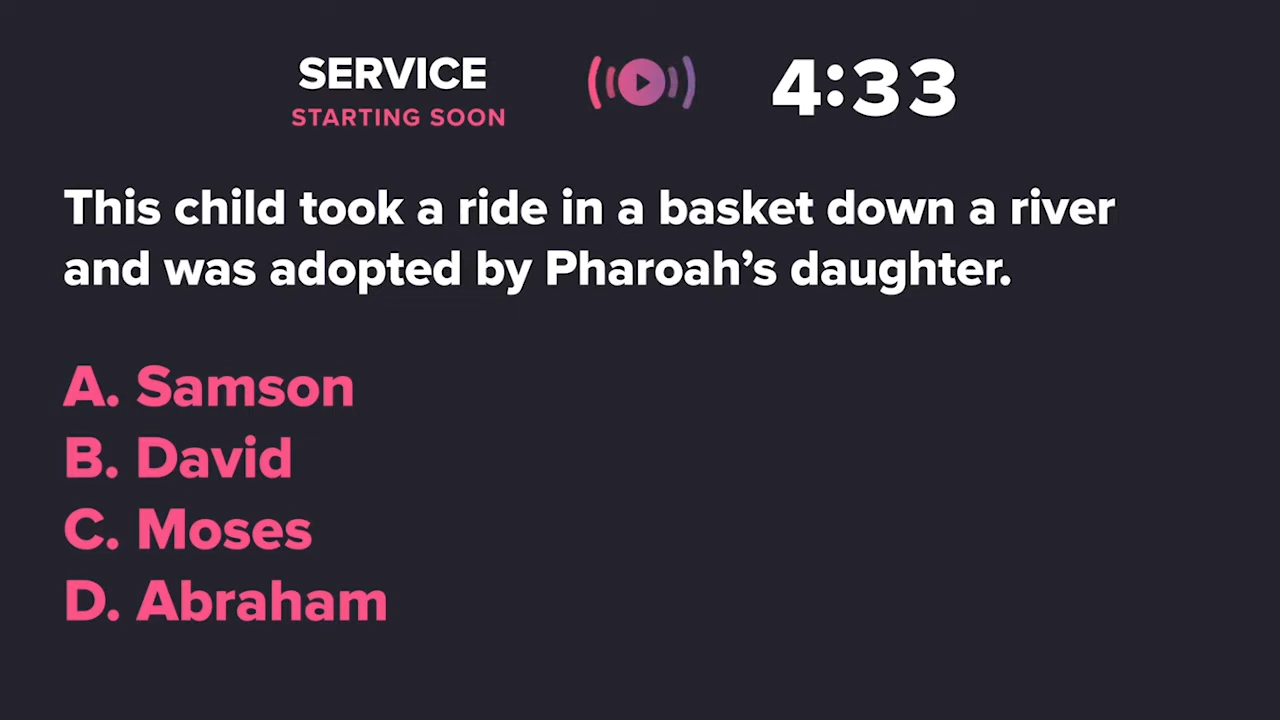 SERVICE
STARTING SOON
4:33
This child took a ride in a basket down a river
and was adopted by Pharoah’s daughter.
A. Samson
B. David
C. Moses
D. Abraham